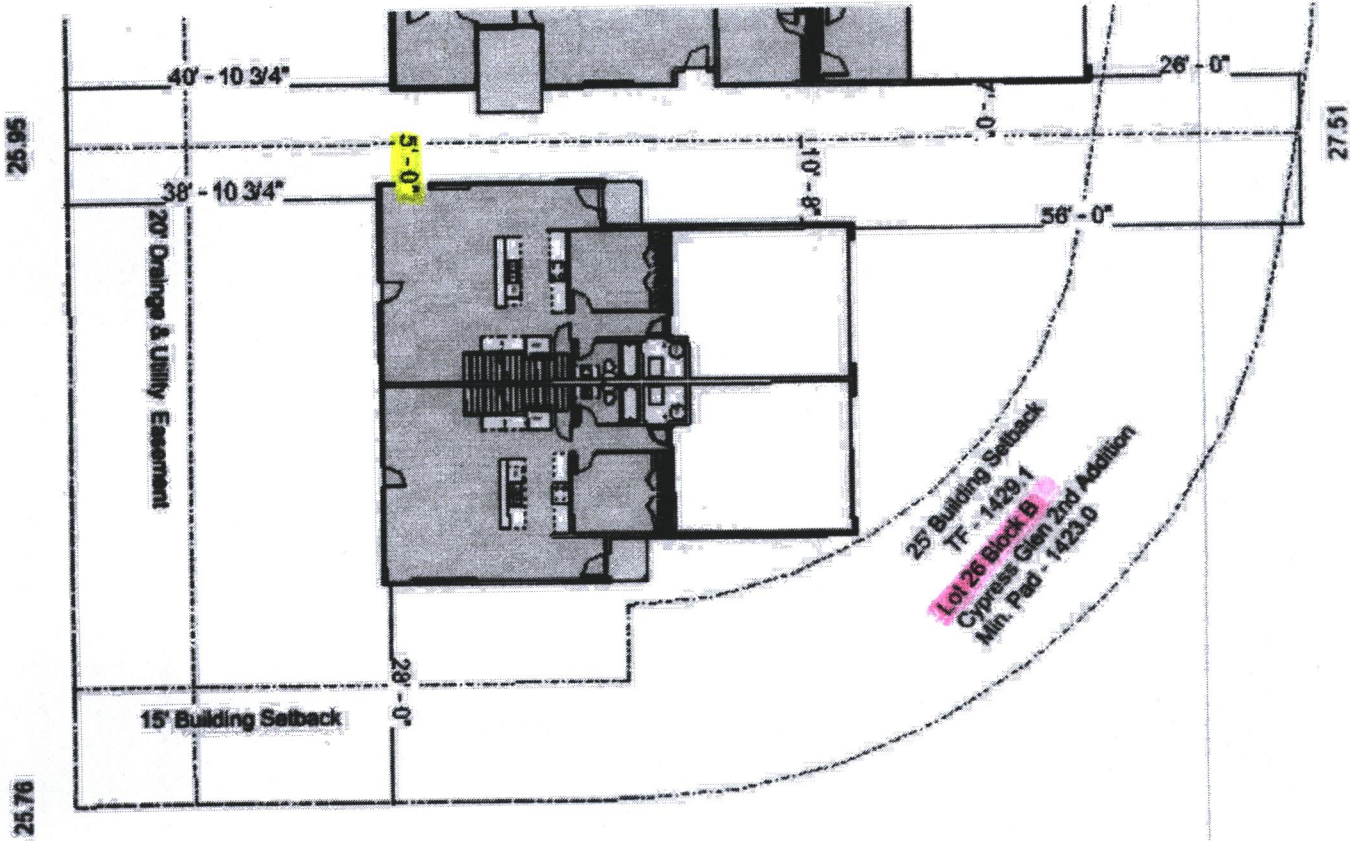 40' - 10 3/4"
26' - 0"
7' - 0"
26.95
27.51
5' - 0"
10' - 8"
38' - 10 3/4"
56' - 0"
20' Drainge & Utility Easement
25' Building Setback
TF - 1429.1
Lot 26 Block B
Cypress Glen 2nd Addition
Min. Pad - 1423.0
28' - 0"
15' Building Setback
25.76